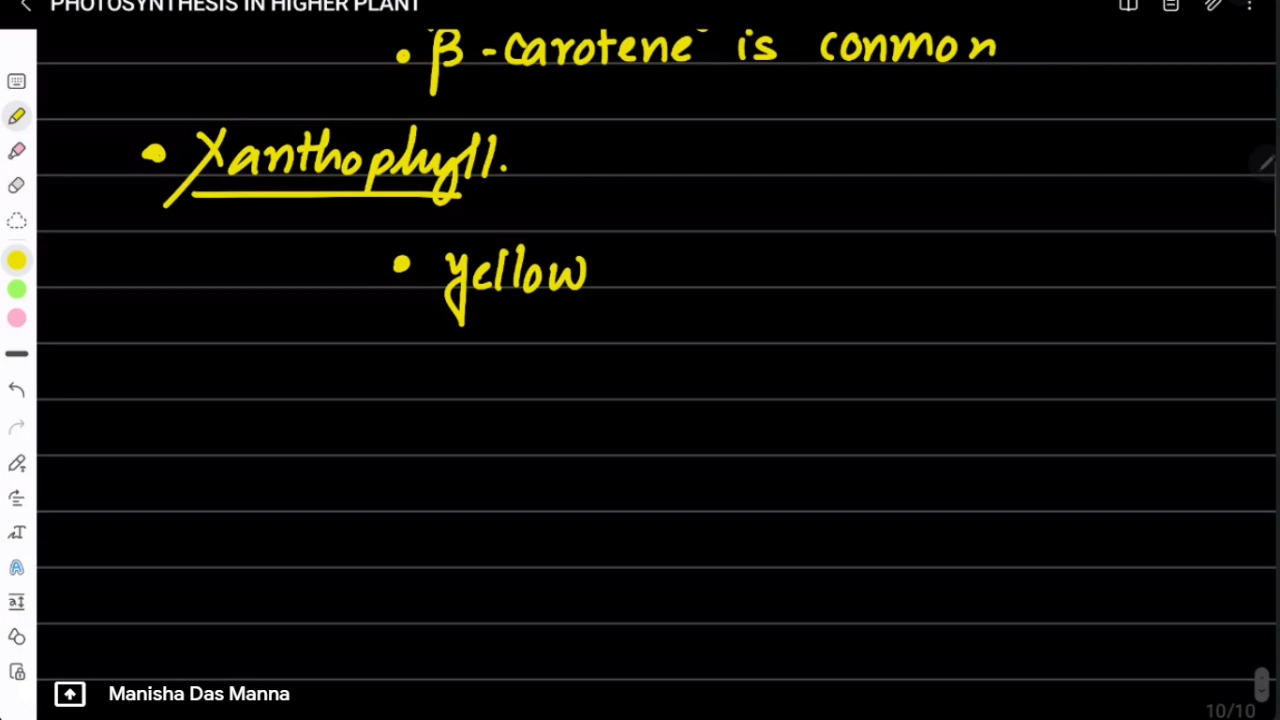 PHOTOSYNTHESIS IN HIGHER PLANT
• β-carotene is conmon
• Xanthophyll.
• yellow
Manisha Das Manna
10/10